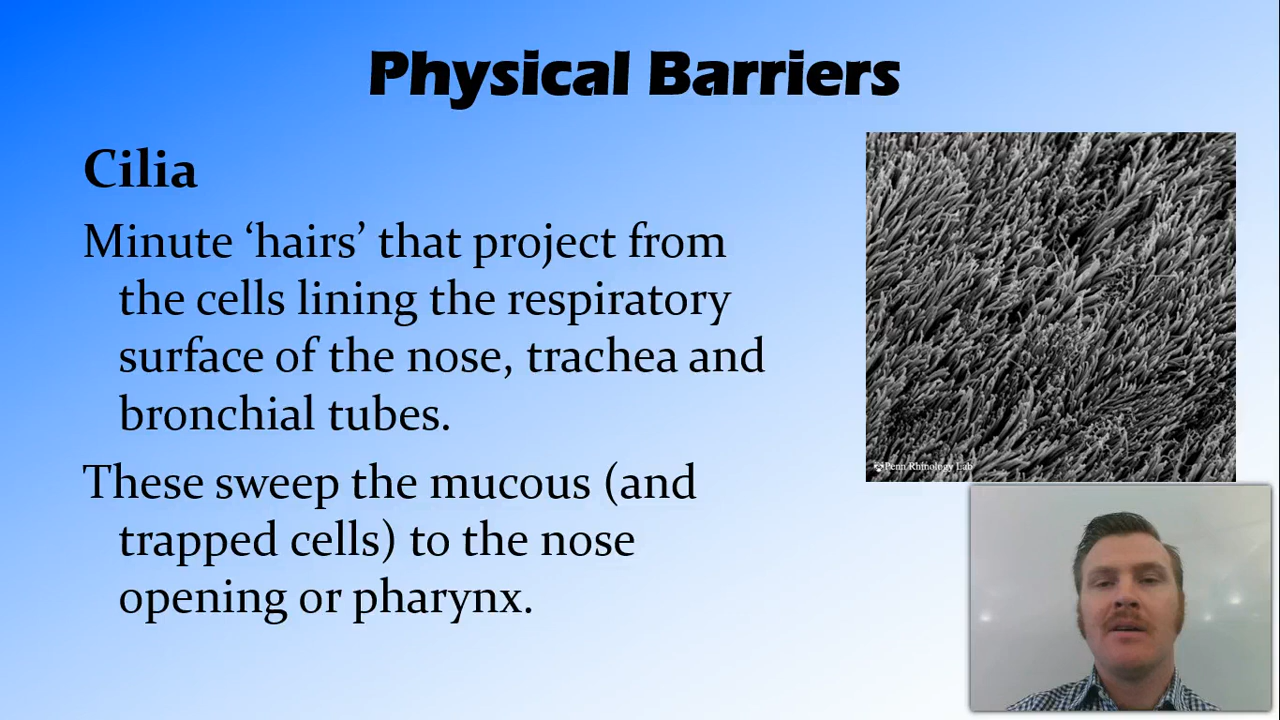 Physical Barriers
Cilia
Minute ‘hairs’ that project from
the cells lining the respiratory
surface of the nose, trachea and
bronchial tubes.
These sweep the mucous (and
trapped cells) to the nose
opening or pharynx.
Penn Rhinology Lab